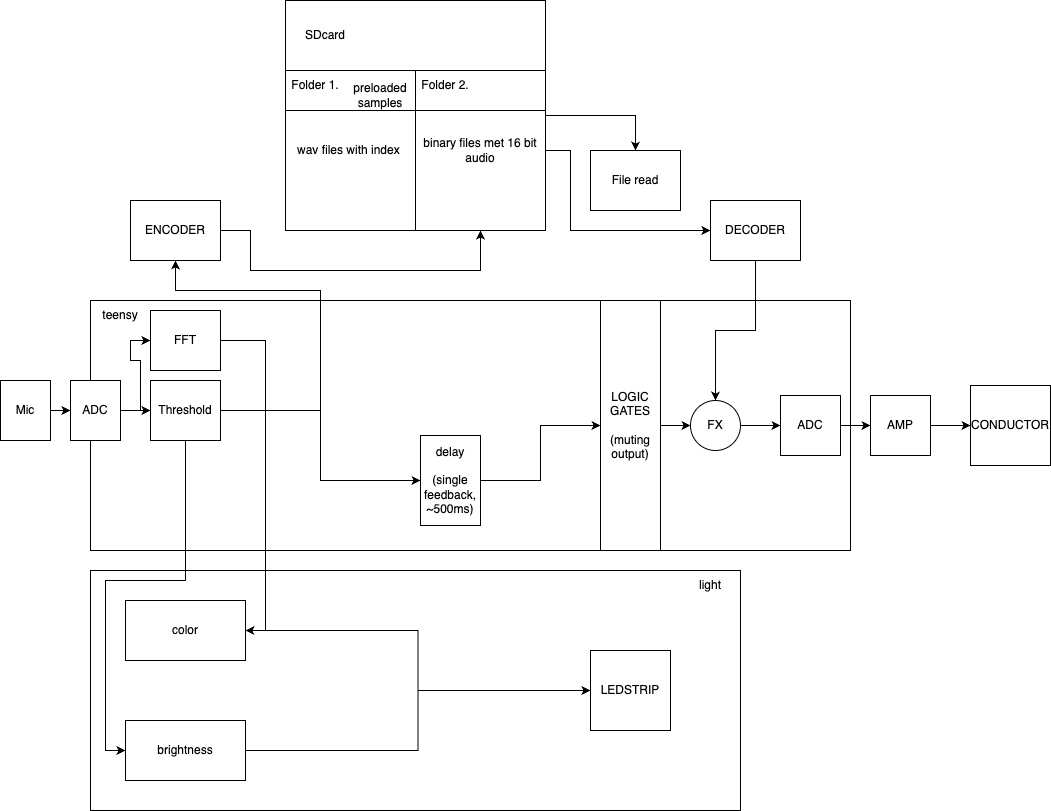 SDcard
Folder 1.
preloaded
samples
Folder 2.
wav files with index
binary files met 16 bit
audio
File read
ENCODER
DECODER
teensy
FFT
Mic
ADC
Threshold
LOGIC
GATES
(muting
output)
FX
ADC
AMP
CONDUCTOR
delay
(single
feedback,
~500ms)
light
color
LEDSTRIP
brightness